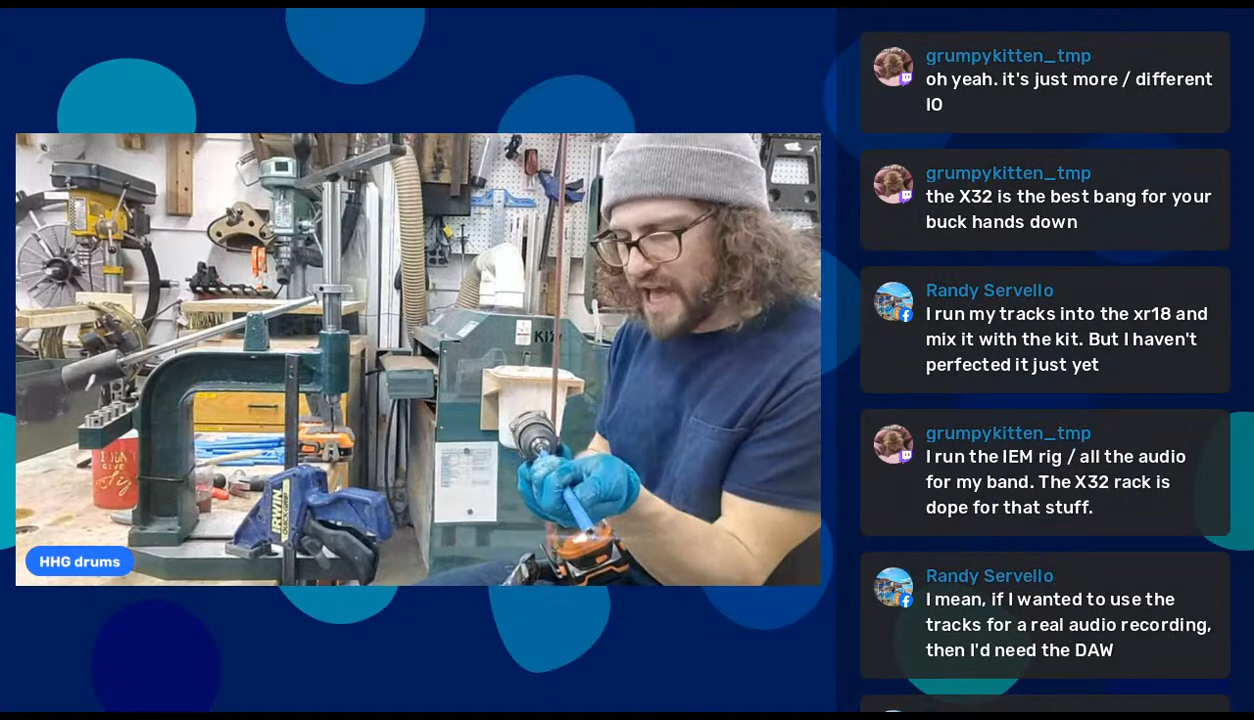 grumpykitten_tmp
oh yeah. it's just more / different
IO
grumpykitten_tmp
the X32 is the best bang for your
buck hands down
Randy Servello
I run my tracks into the xr18 and
mix it with the kit. But I haven't
perfected it just yet
grumpykitten_tmp
I run the IEM rig / all the audio
for my band. The X32 rack is
dope for that stuff.
Randy Servello
I mean, if I wanted to use the
tracks for a real audio recording,
then I'd need the DAW
I DON'T
GIVE
IRWIN
QUICK-GRIP
HHG drums